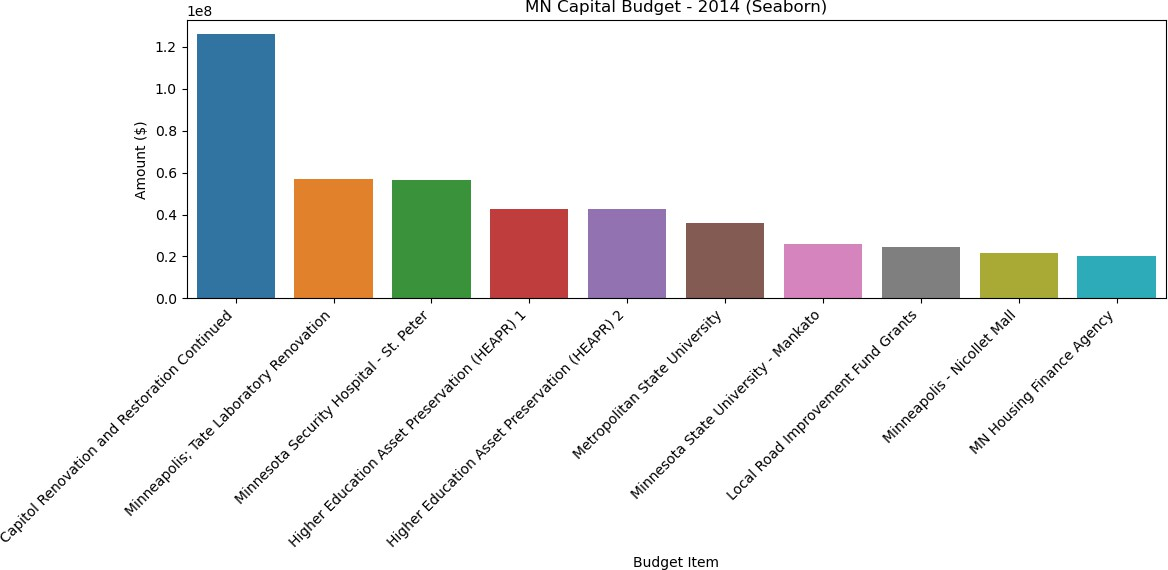 MN Capital Budget - 2014 (Seaborn)
1e8
1.2
1.0
0.8
0.6
0.4
0.2
0.0
Amount ($)
Capitol Renovation and Restoration Continued
Minneapolis; Tate Laboratory Renovation
Minnesota Security Hospital - St. Peter
Higher Education Asset Preservation (HEAPR) 1
Higher Education Asset Preservation (HEAPR) 2
Metropolitan State University
Minnesota State University - Mankato
Local Road Improvement Fund Grants
Minneapolis - Nicollet Mall
MN Housing Finance Agency
Budget Item